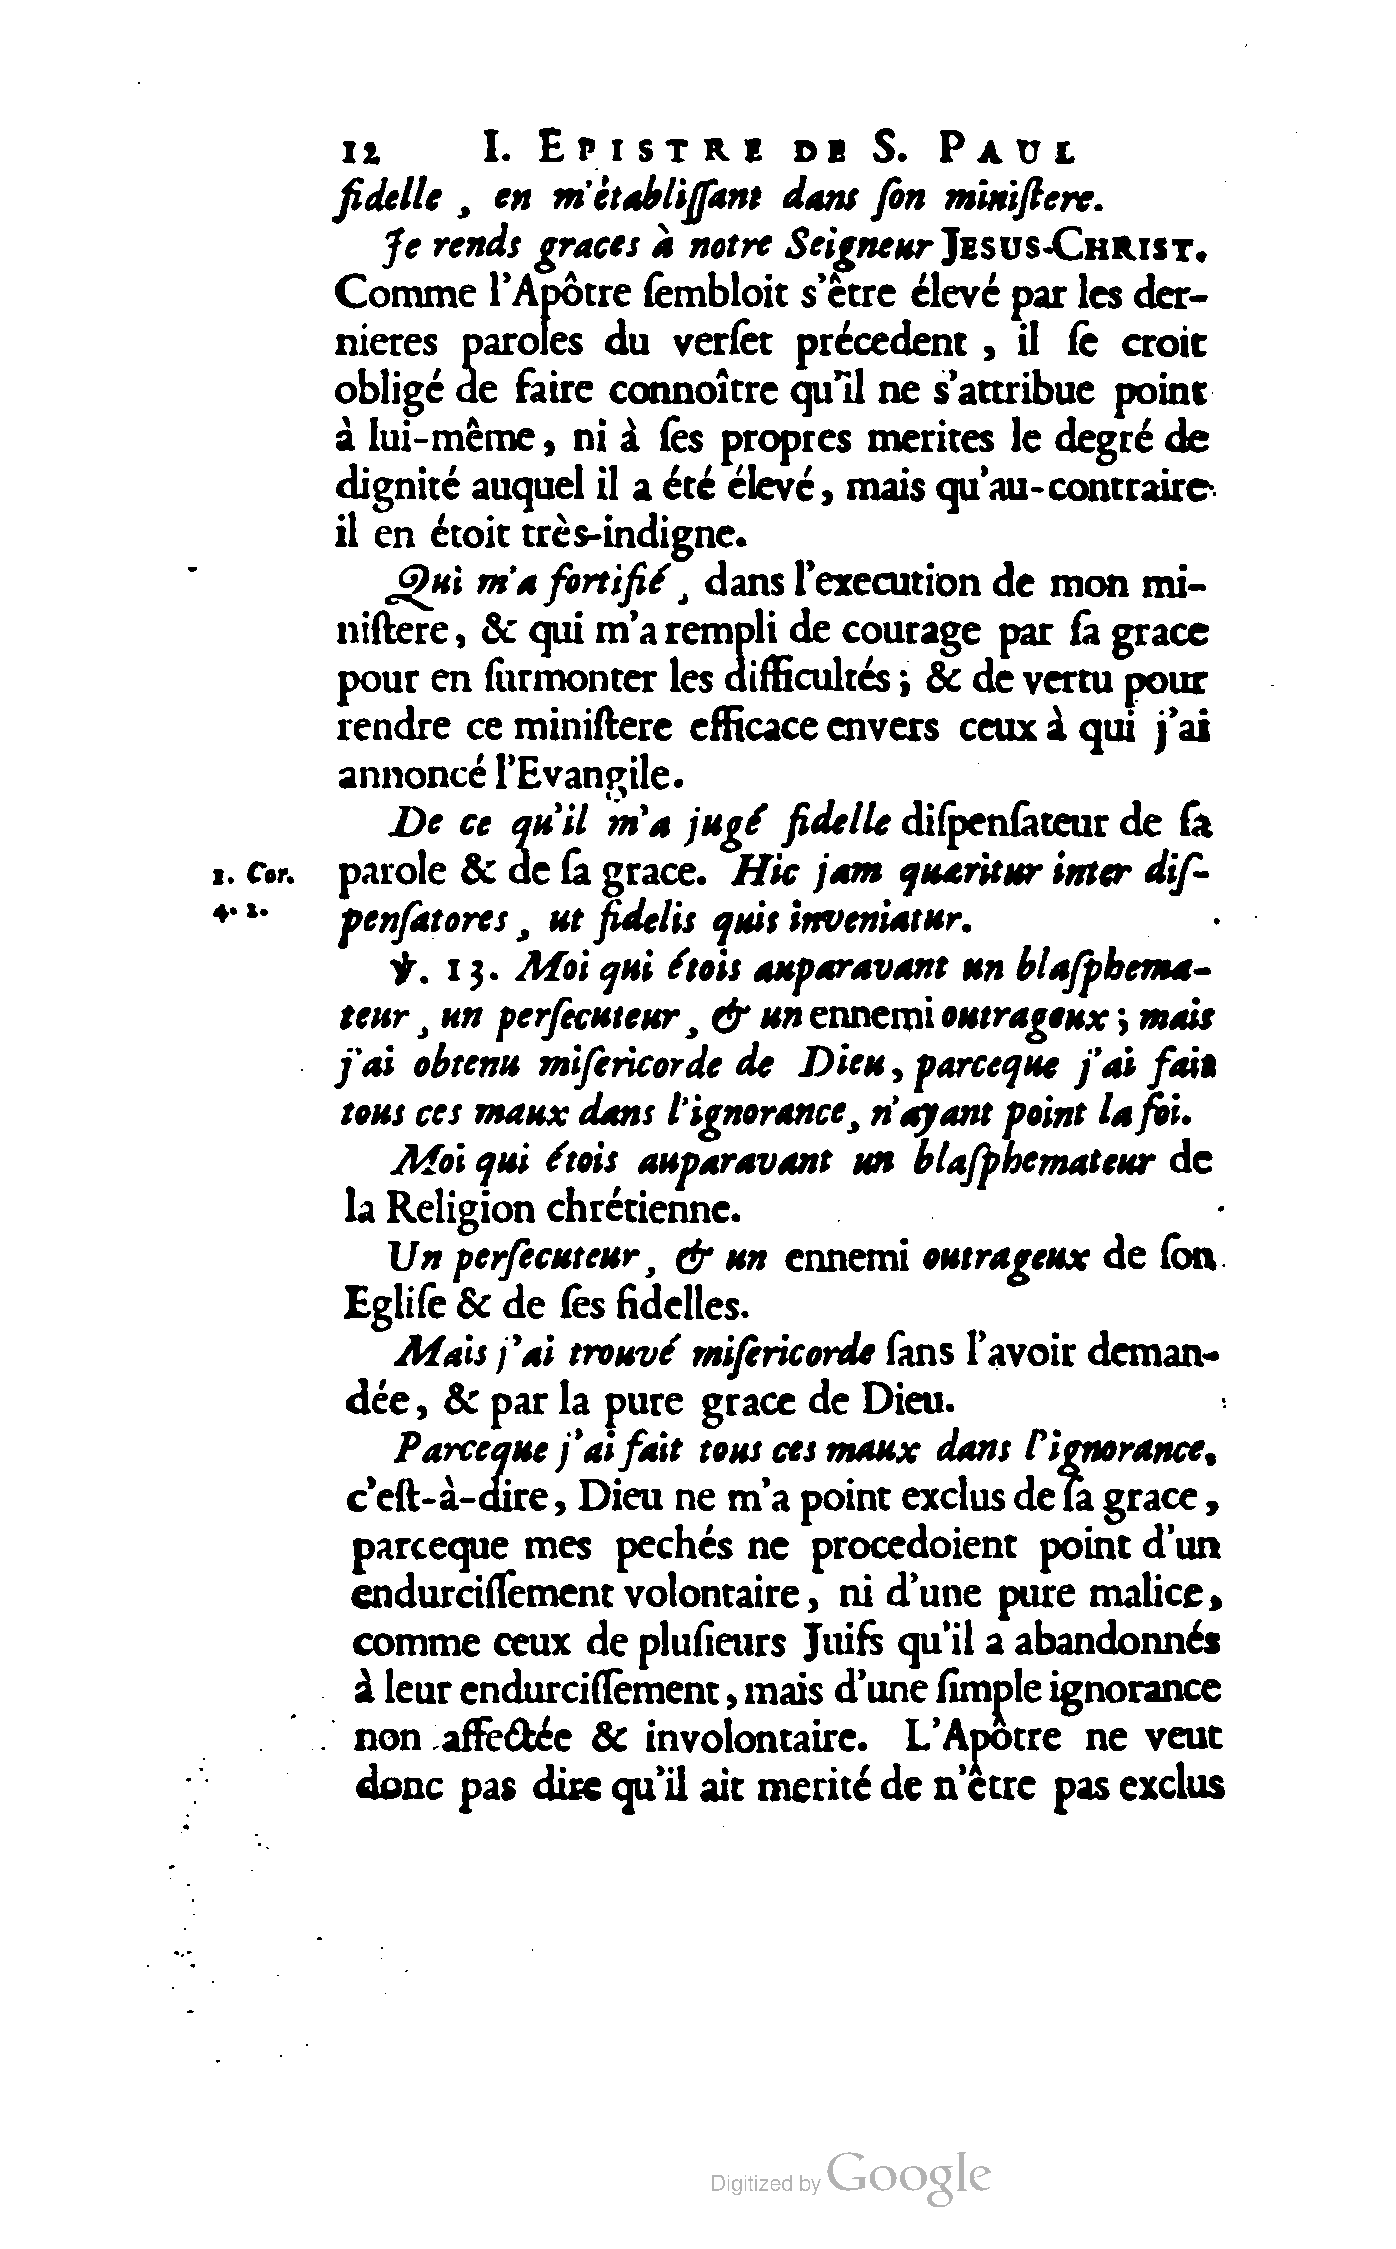 12 I. EPISTRE DE S. PAUL
fidelle, en m'établiſſant dans ſon miniſtere.
Je rends graces à notre Seigneur JESUS-CHRIST.
Comme l'Apôtre ſembloit s'être élevé par les der-
nieres paroles du verſet précedent, il ſe croit
obligé de faire connoître qu'il ne s'attribue point
à lui-même, ni à ſes propres merites le degré de
dignité auquel il a été élevé, mais qu'au-contraire
il en étoit très-indigne.
Qui m'a fortifié, dans l'execution de mon mi-
niſtere, & qui m'a rempli de courage par ſa grace
pour en ſurmonter les difficultés; & de vertu pour
rendre ce miniſtere efficace envers ceux à qui j'ai
annoncé l'Evangile.
De ce qu'il m'a jugé fidelle diſpenſateur de ſa
1. Cor. parole & de ſa grace. Hic jam quæritur inter diſ-
4. 2. penſatores, ut fidelis quis inveniatur.
℣. 13. Moi qui étois auparavant un blaſphema-
teur, un perſecuteur, & un ennemi outrageux; mais
j'ai obtenu miſericorde de Dieu, parceque j'ai fait
tous ces maux dans l'ignorance, n'ayant point la foi.
Moi qui étois auparavant un blaſphemateur de
la Religion chrétienne.
Un perſecuteur, & un ennemi outrageux de ſon
Egliſe & de ſes fidelles.
Mais j'ai trouvé miſericorde ſans l'avoir deman-
dée, & par la pure grace de Dieu.
Parceque j'ai fait tous ces maux dans l'ignorance,
c'eſt-à-dire, Dieu ne m'a point exclus de ſa grace,
parceque mes pechés ne procedoient point d'un
endurciſſement volontaire, ni d'une pure malice,
comme ceux de pluſieurs Juifs qu'il a abandonnés
à leur endurciſſement, mais d'une ſimple ignorance
non affectée & involontaire. L'Apôtre ne veut
donc pas dire qu'il ait merité de n'être pas exclus
Digitized by Google